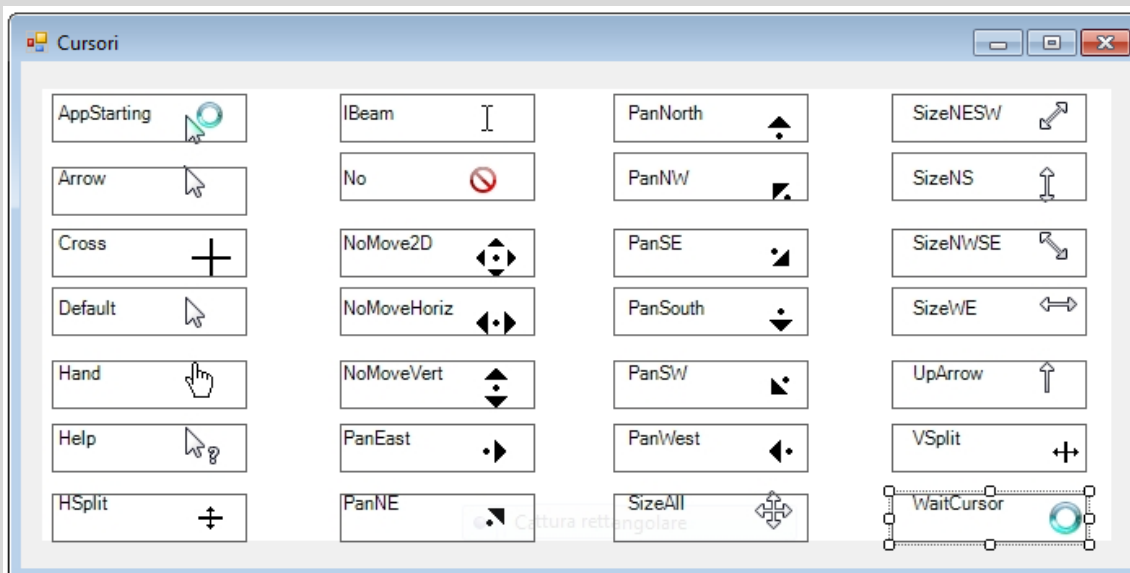 Cursori
AppStarting
IBeam
PanNorth
SizeNESW
Arrow
No
PanNW
SizeNS
Cross
NoMove2D
PanSE
SizeNWSE
Default
NoMoveHoriz
PanSouth
SizeWE
Hand
NoMoveVert
PanSW
UpArrow
Help
PanEast
PanWest
VSplit
HSplit
PanNE
SizeAll
WaitCursor
Cattura rettangolare